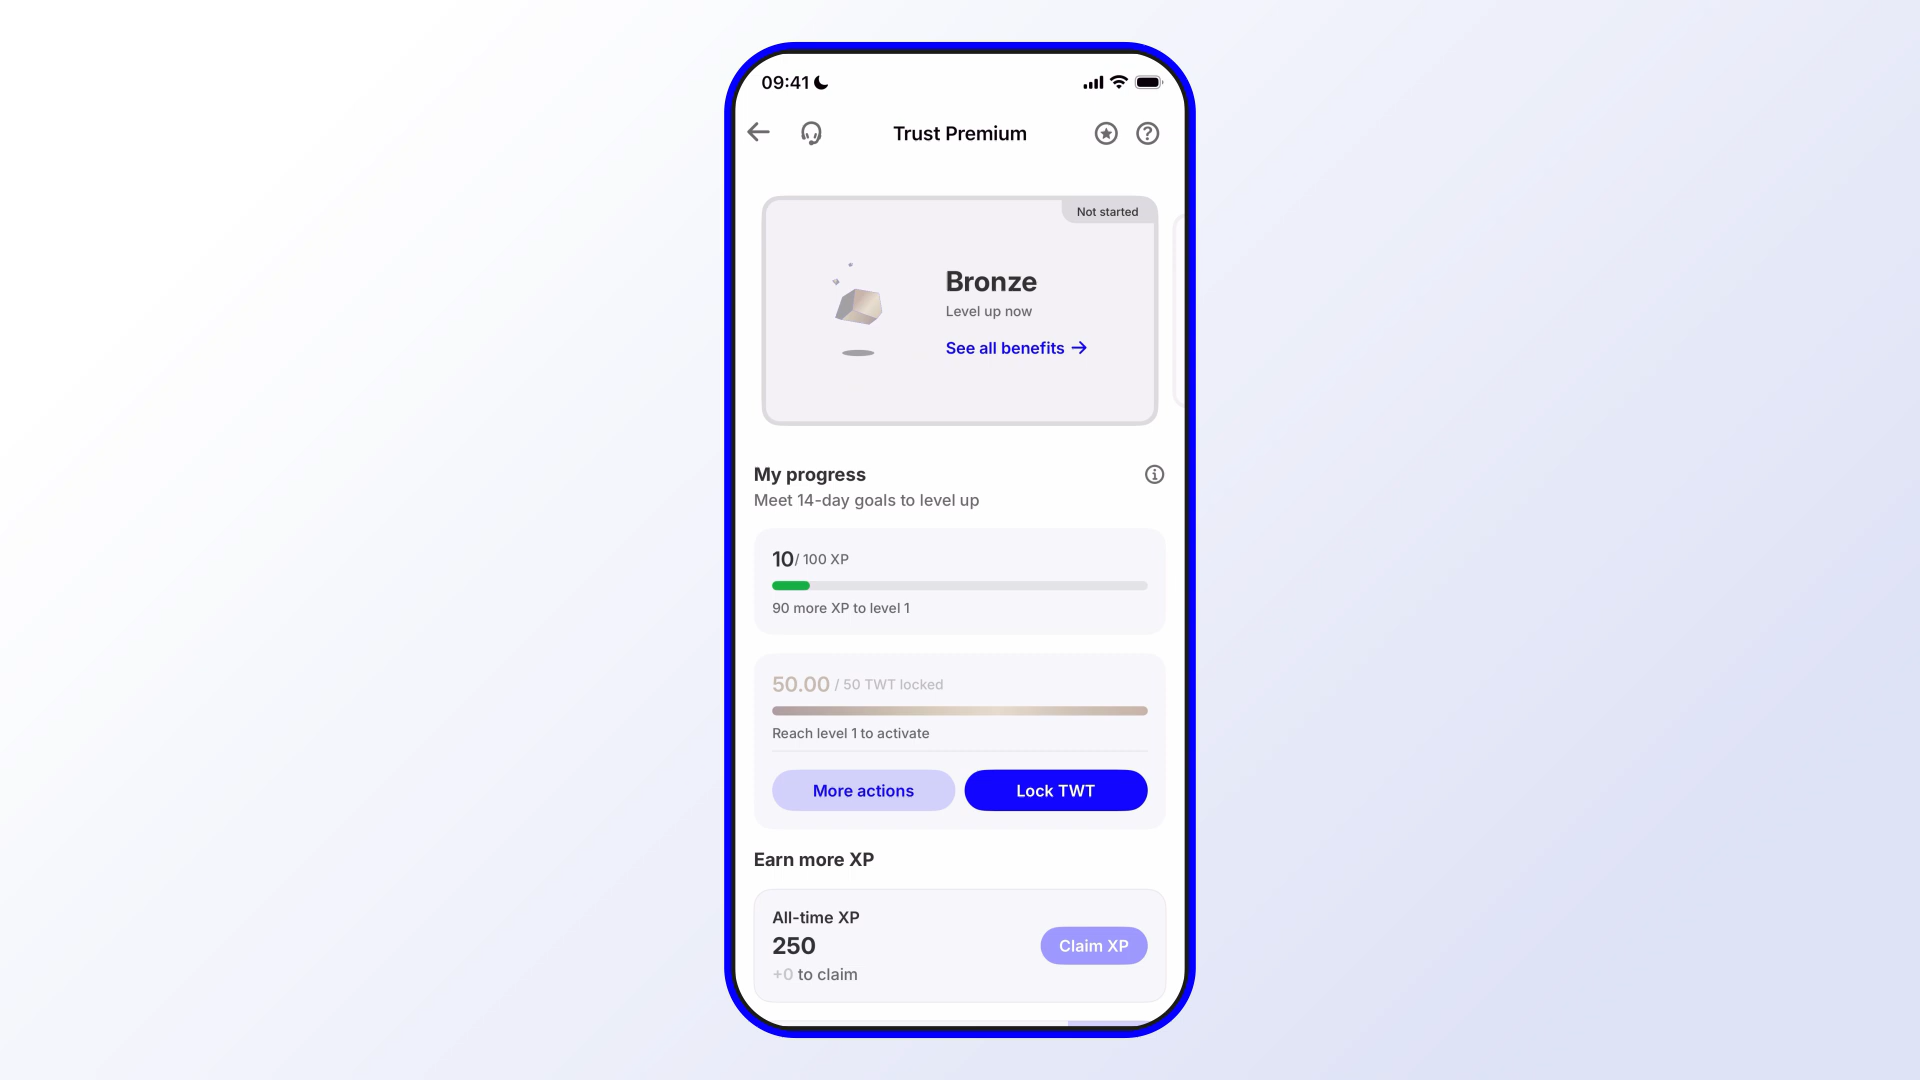 09:41
Trust Premium
Not started
Bronze
Level up now
See all benefits →
My progress
Meet 14-day goals to level up
10/ 100 XP
90 more XP to level 1
50.00 / 50 TWT locked
Reach level 1 to activate
More actions
Lock TWT
Earn more XP
All-time XP
250
Claim XP
+0 to claim